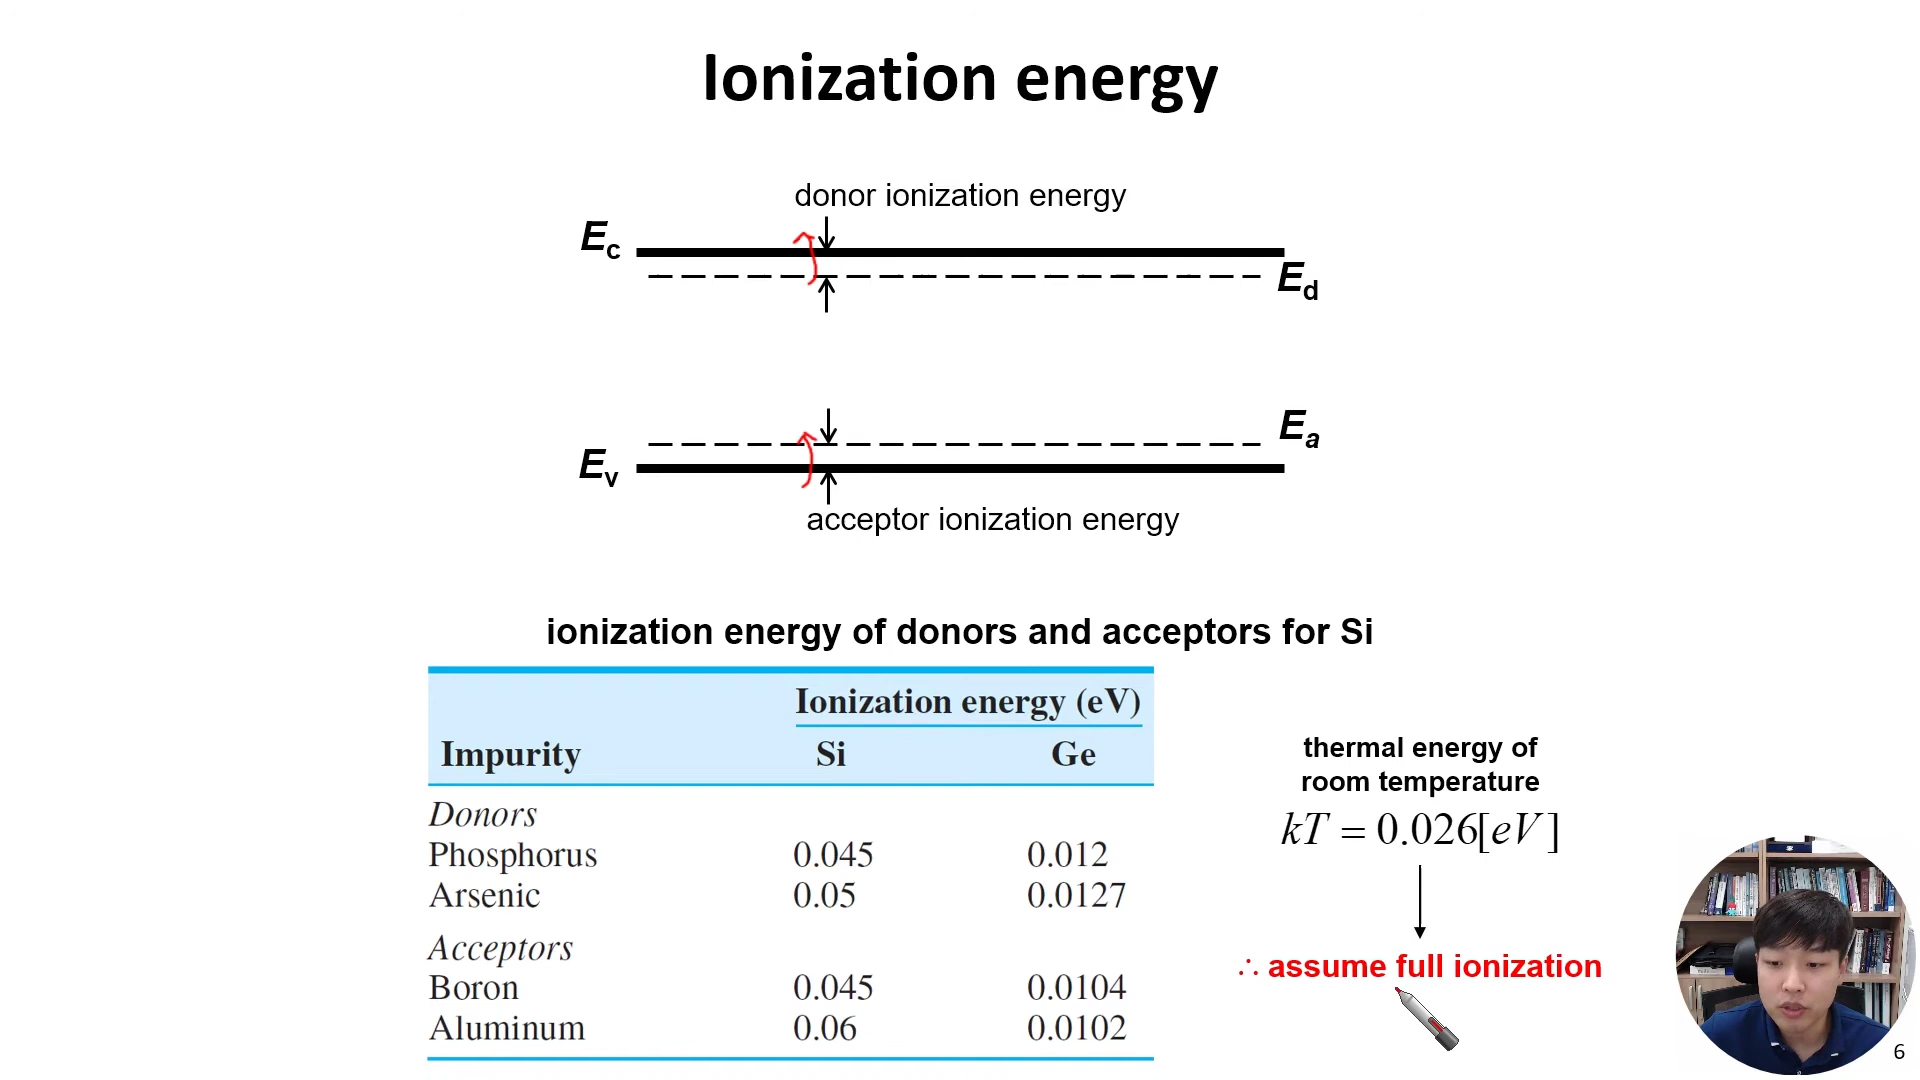 Ionization energy
donor ionization energy
Ec
Ed
Ea
Ev
acceptor ionization energy
ionization energy of donors and acceptors for Si
Ionization energy (eV)
Impurity Si Ge
Donors
Phosphorus 0.045 0.012
Arsenic 0.05 0.0127
Acceptors
Boron 0.045 0.0104
Aluminum 0.06 0.0102
thermal energy of
room temperature
kT = 0.026[eV]
∴ assume full ionization
6